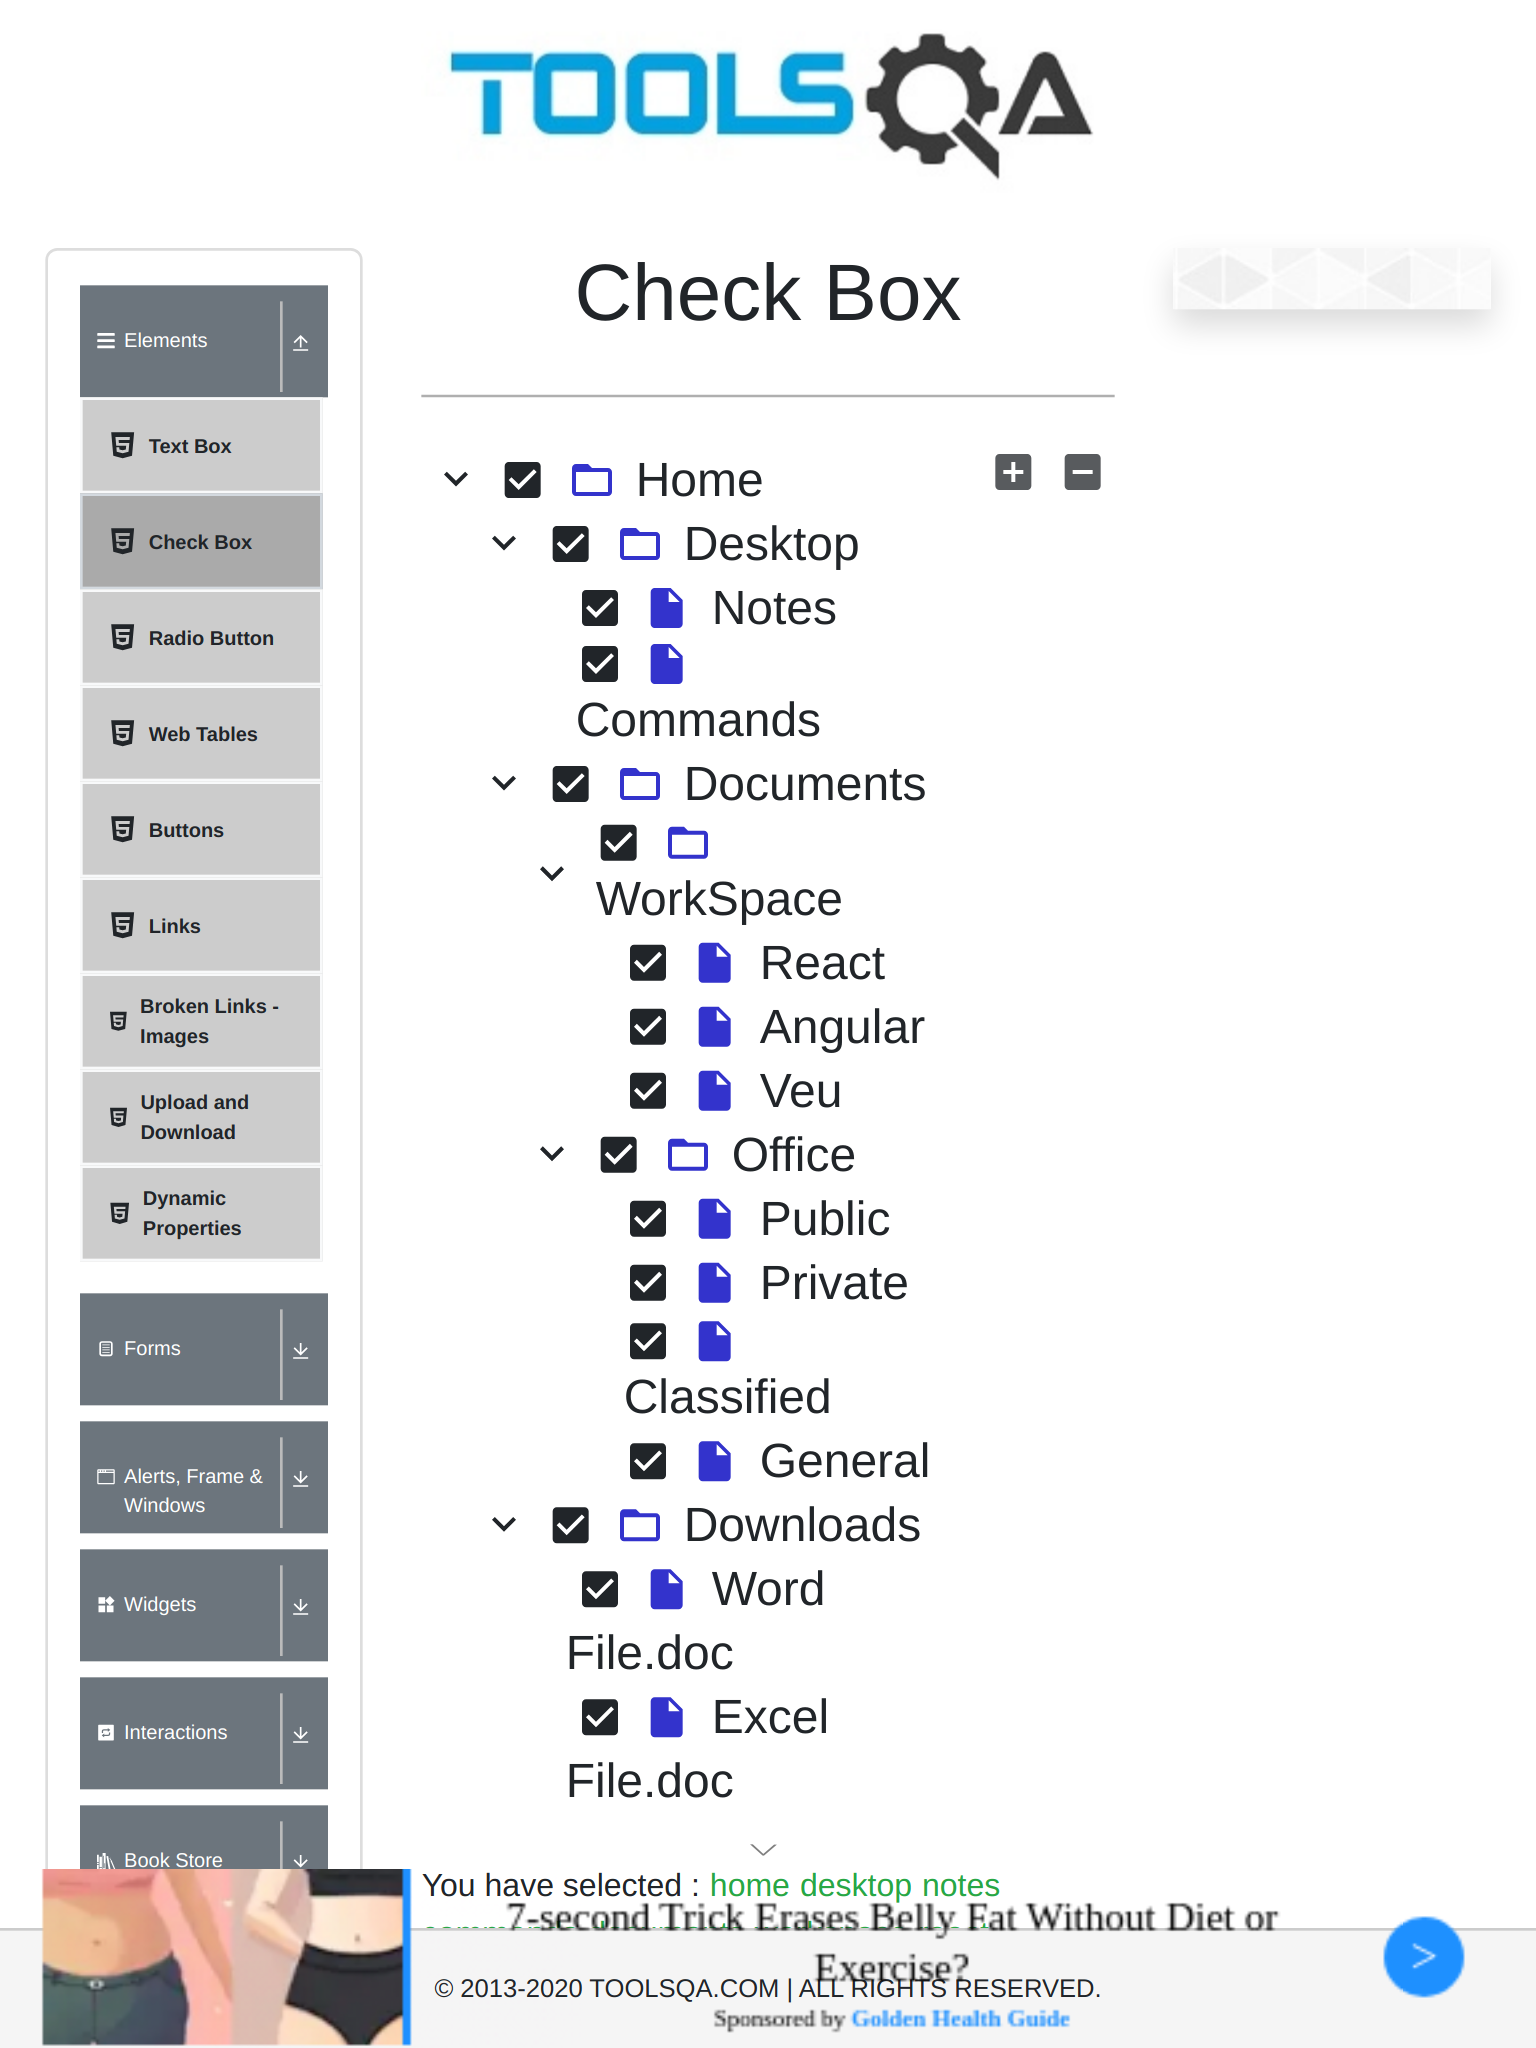 TOOLSQA
Check Box
Elements
Text Box
Check Box
Radio Button
Web Tables
Buttons
Links
Broken Links -
Images
Upload and
Download
Dynamic
Properties
Forms
Alerts, Frame &
Windows
Widgets
Interactions
Book Store
Home
Desktop
Notes
Commands
Documents
WorkSpace
React
Angular
Veu
Office
Public
Private
Classified
General
Downloads
Word
File.doc
Excel
File.doc
You have selected : home desktop notes
7-second Trick Erases Belly Fat Without Diet or
Exercise?
© 2013-2020 TOOLSQA.COM | ALL RIGHTS RESERVED.
Sponsored by Golden Health Guide